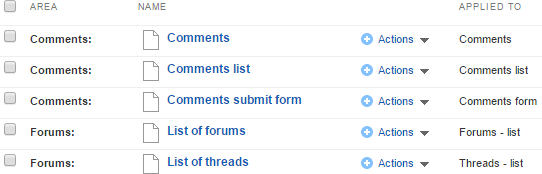 AREA NAME APPLIED TO
Comments: Comments Actions Comments
Comments: Comments list Actions Comments list
Comments: Comments submit form Actions Comments form
Forums: List of forums Actions Forums - list
Forums: List of threads Actions Threads - list